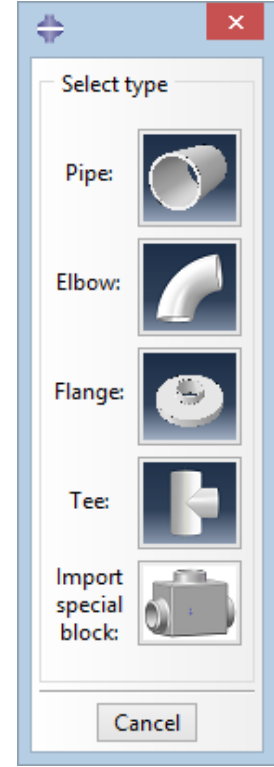 Select type
Pipe:
Elbow:
Flange:
Tee:
Import
special
block:
Cancel